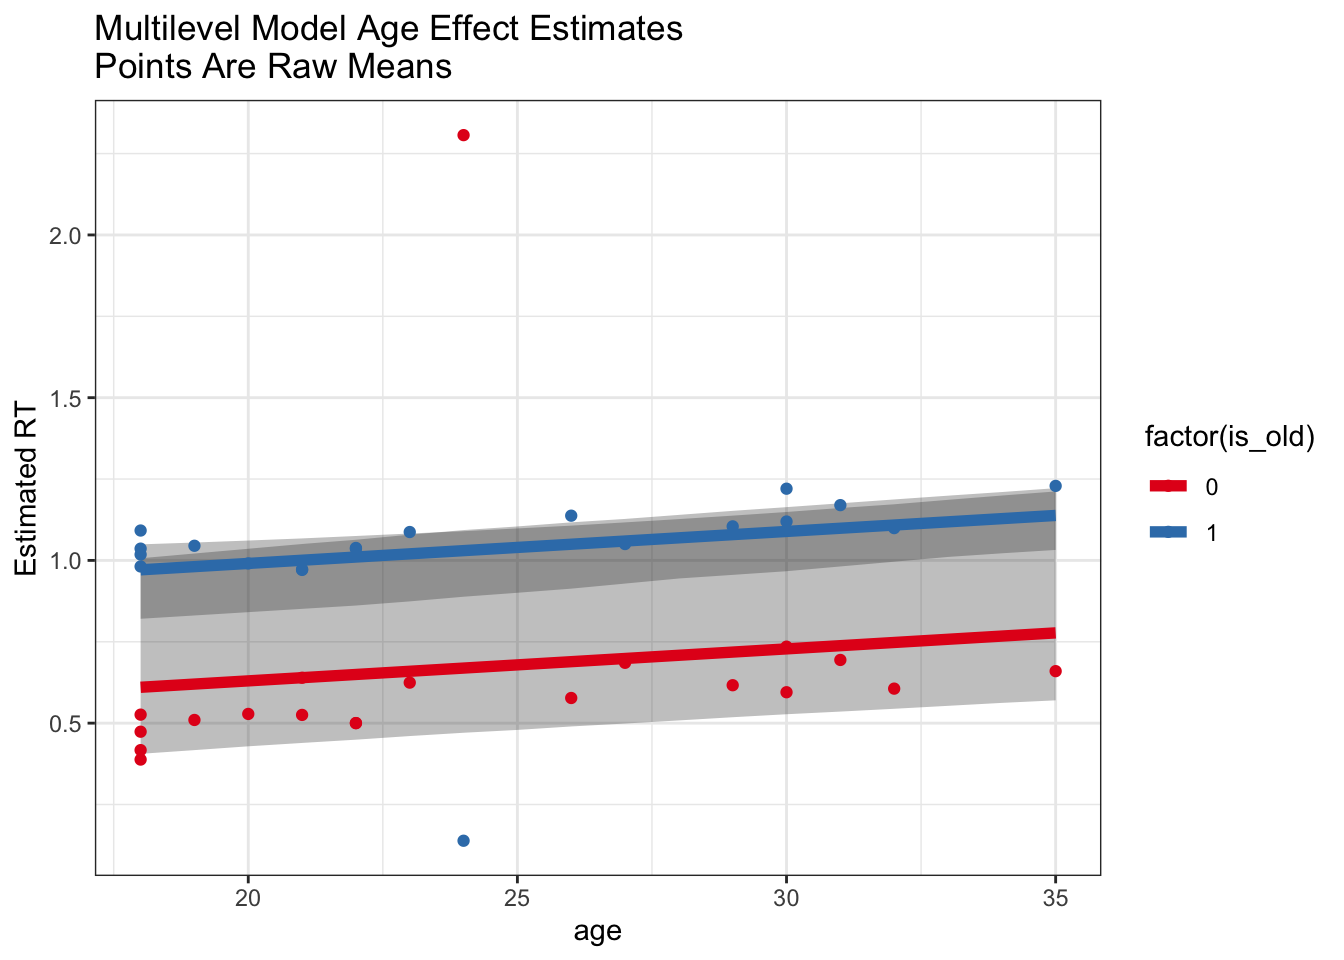 Multilevel Model Age Effect Estimates
Points Are Raw Means
2.0
1.5
1.0
0.5
Estimated RT
20 25 30 35
age
factor(is_old)
0
1